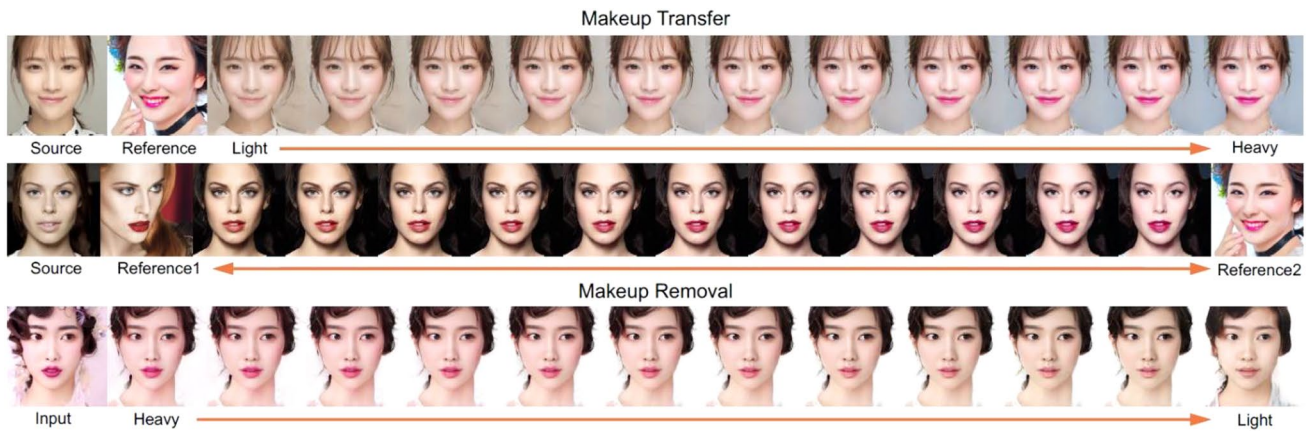 Makeup Transfer
Source Reference Light Heavy
Source Reference1 Reference2
Makeup Removal
Input Heavy Light